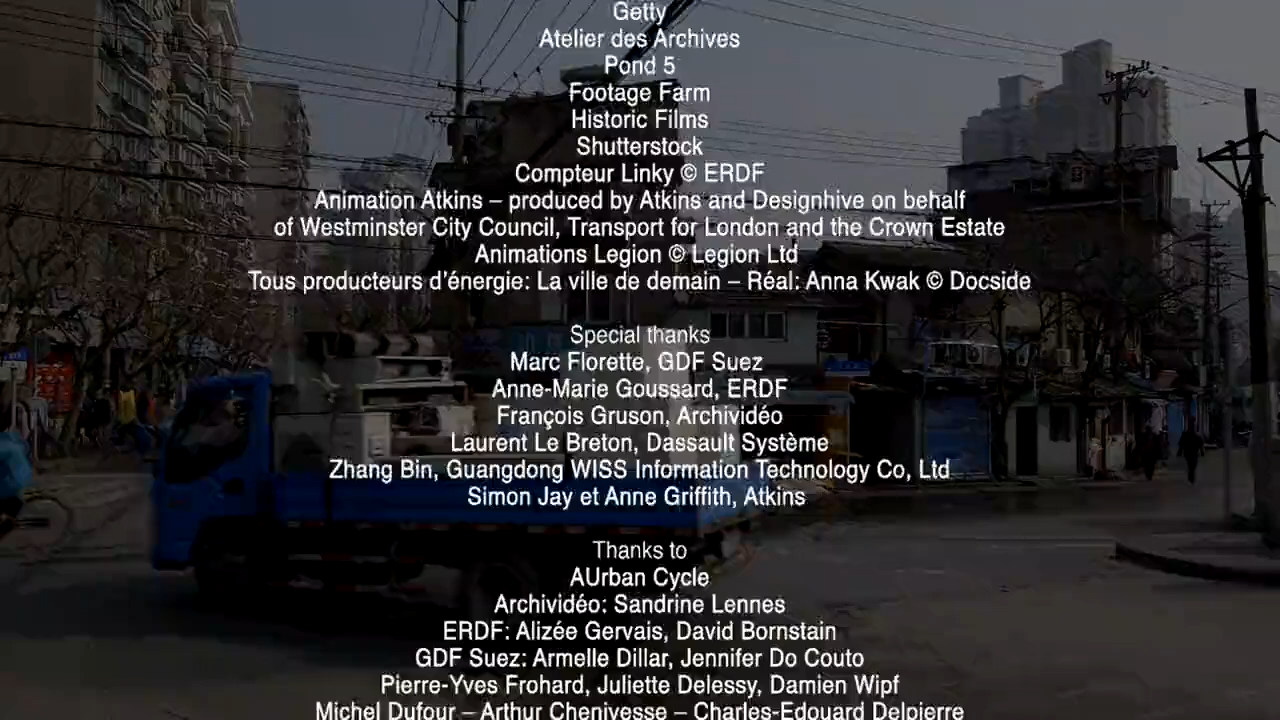 Getty
Atelier des Archives
Pond 5
Footage Farm
Historic Films
Shutterstock
Compteur Linky © ERDF
Animation Atkins – produced by Atkins and Designhive on behalf
of Westminster City Council, Transport for London and the Crown Estate
Animations Legion © Legion Ltd
Tous producteurs d'énergie: La ville de demain – Réal: Anna Kwak © Docside
Special thanks
Marc Florette, GDF Suez
Anne-Marie Goussard, ERDF
François Gruson, Archividéo
Laurent Le Breton, Dassault Système
Zhang Bin, Guangdong WISS Information Technology Co, Ltd
Simon Jay et Anne Griffith, Atkins
Thanks to
AUrban Cycle
Archividéo: Sandrine Lennes
ERDF: Alizée Gervais, David Bornstain
GDF Suez: Armelle Dillar, Jennifer Do Couto
Pierre-Yves Frohard, Juliette Delessy, Damien Wipf
Michel Dufour – Arthur Chenivesse – Charles-Edouard Delpierre